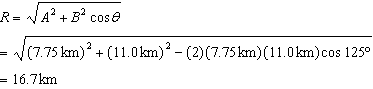 R = √(A² + B² cos θ)
= √((7.75 km)² + (11.0 km)² − (2)(7.75 km)(11.0 km) cos 125°)
= 16.7 km